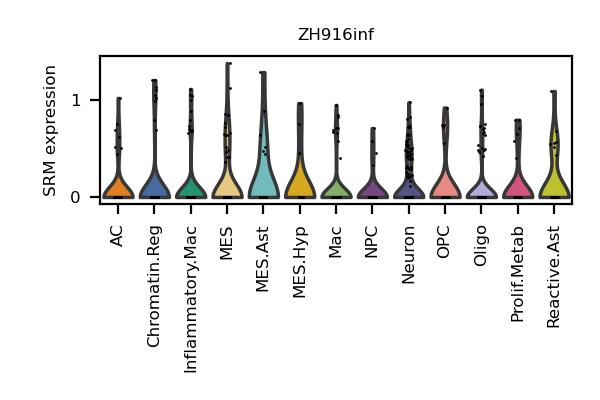 ZH916inf
SRM expression
1
0
AC
Chromatin.Reg
Inflammatory.Mac
MES
MES.Ast
MES.Hyp
Mac
NPC
Neuron
OPC
Oligo
Prolif.Metab
Reactive.Ast